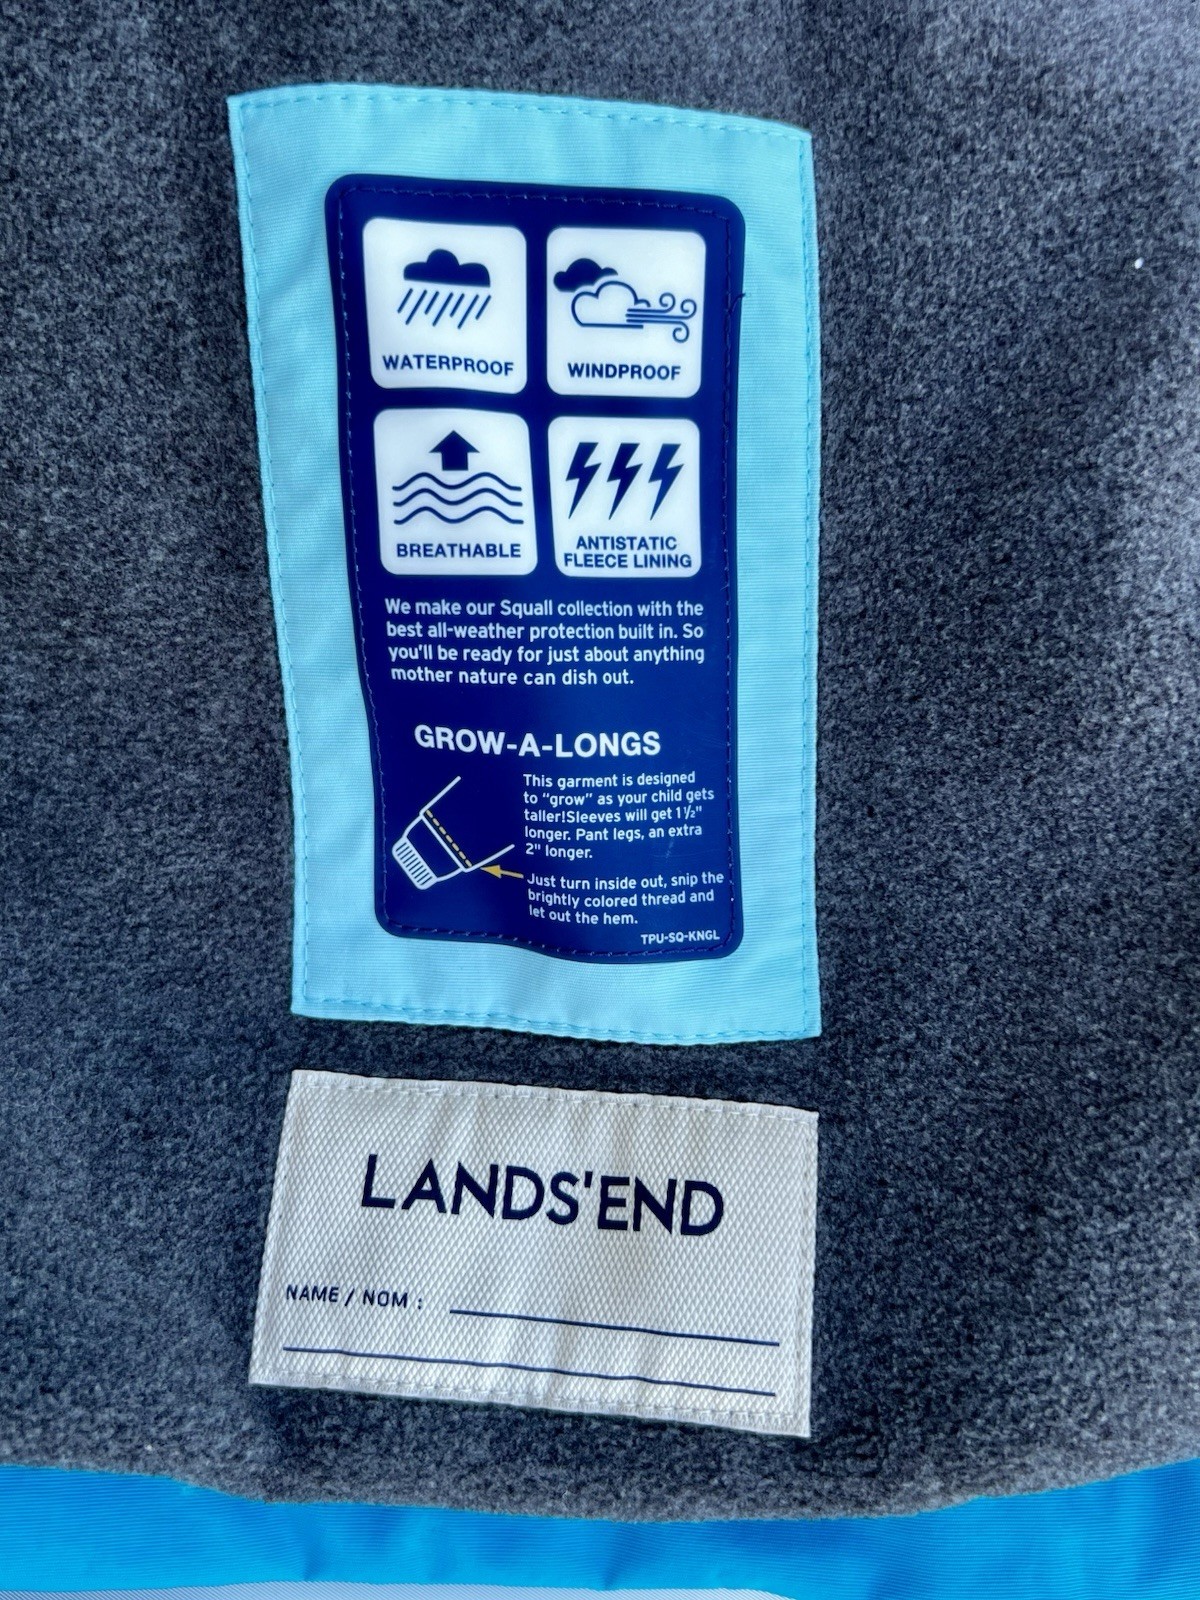 WATERPROOF
WINDPROOF
BREATHABLE
ANTISTATIC
FLEECE LINING
We make our Squall collection with the
best all-weather protection built in. So
you'll be ready for just about anything
mother nature can dish out.
GROW-A-LONGS
This garment is designed
to "grow" as your child gets
taller!Sleeves will get 1½"
longer. Pant legs, an extra
2" longer.
Just turn inside out, snip the
brightly colored thread and
let out the hem.
TPU-SQ-KNGL
LANDS'END
NAME / NOM :